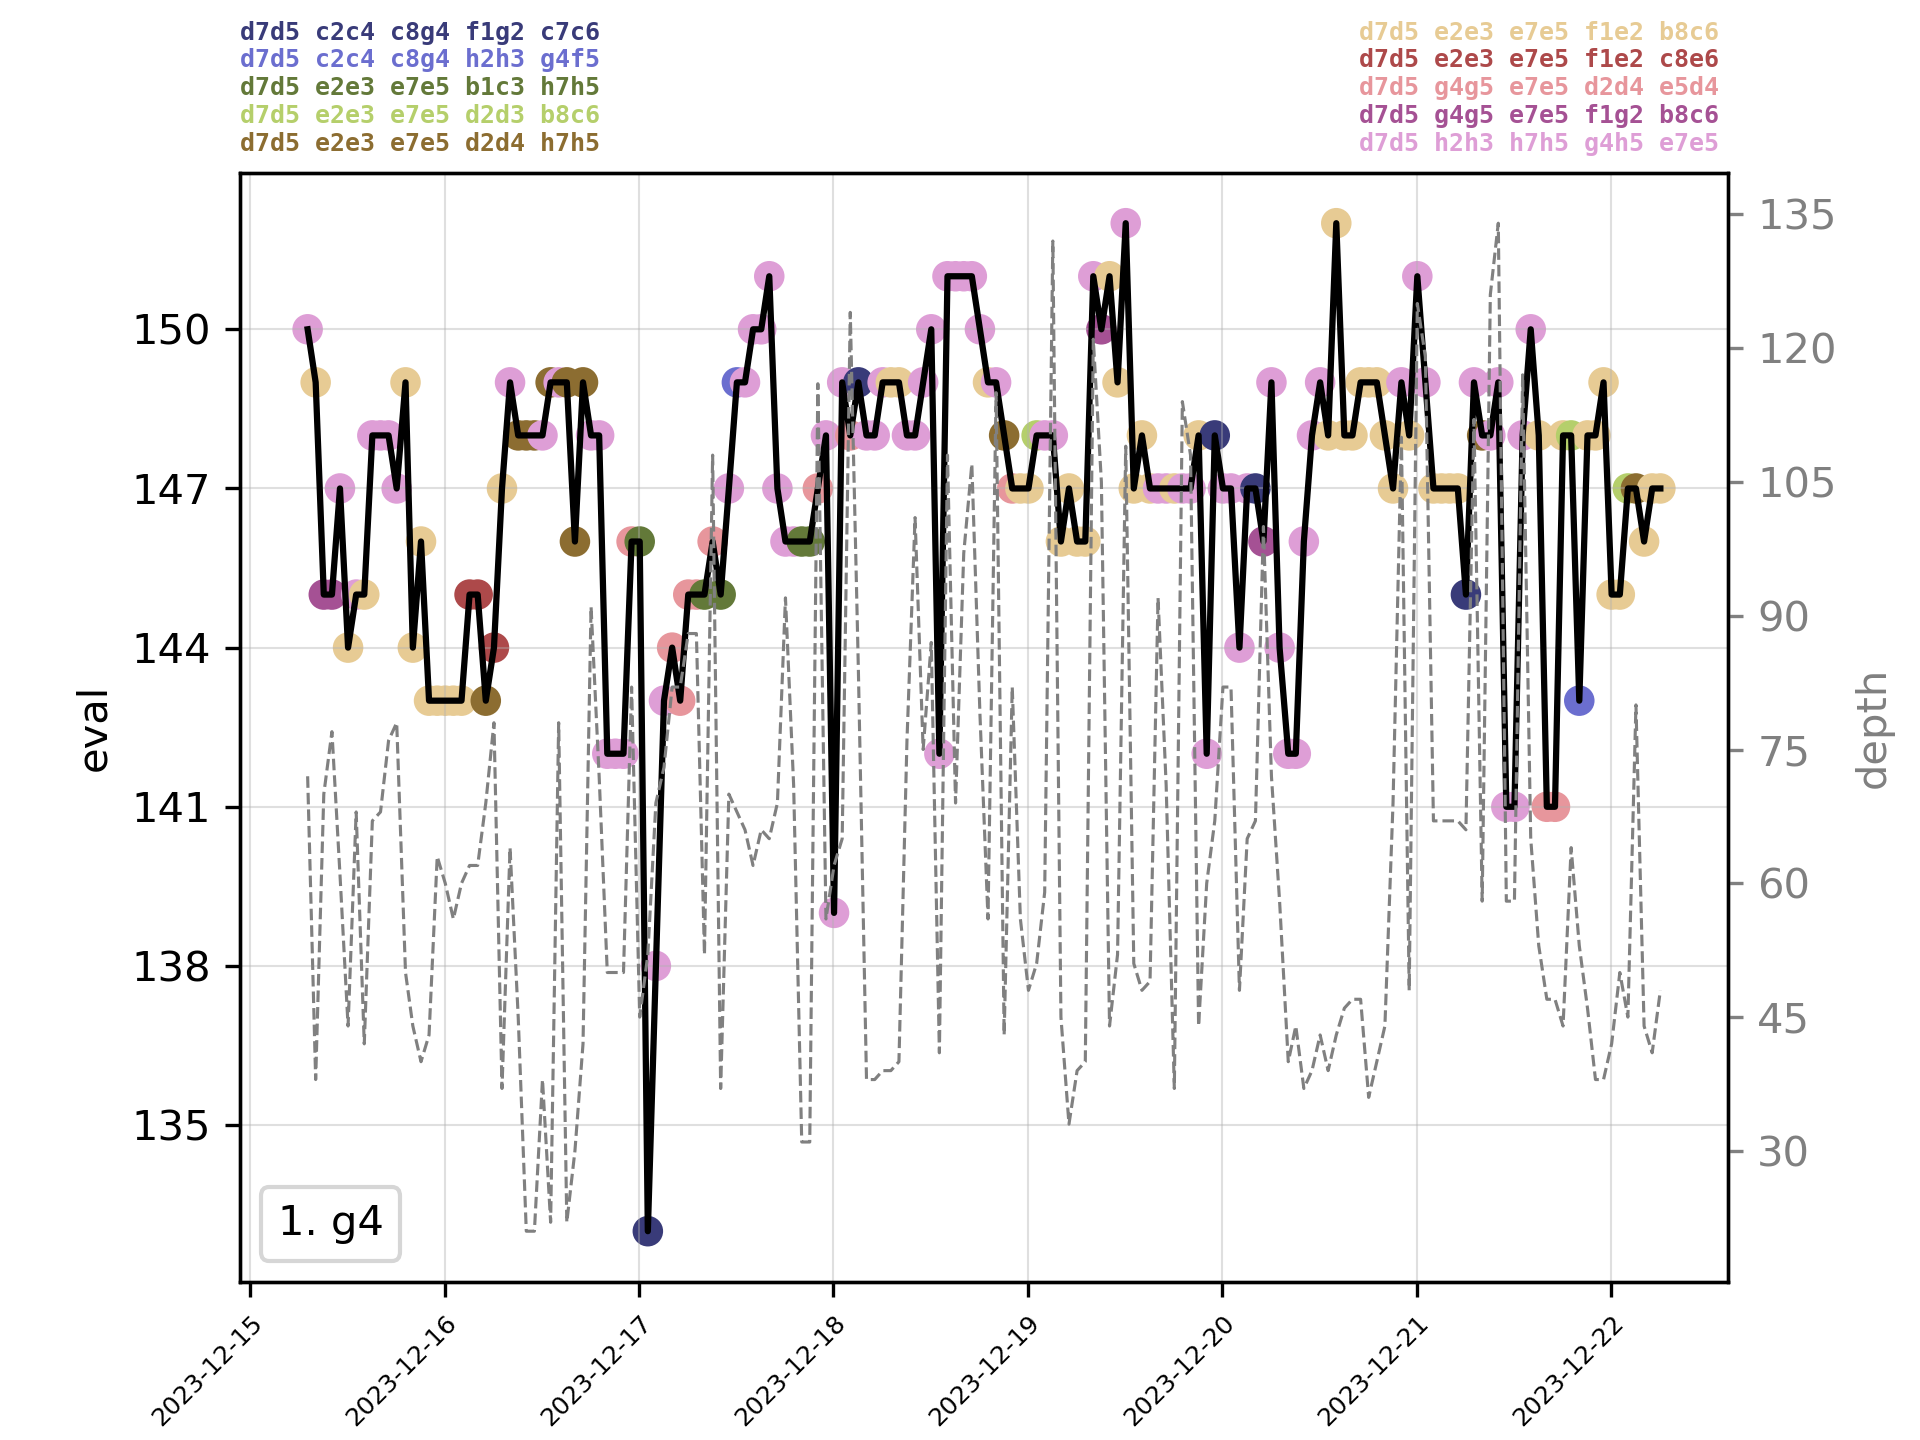 d7d5 c2c4 c8g4 f1g2 c7c6
d7d5 c2c4 c8g4 h2h3 g4f5
d7d5 e2e3 e7e5 b1c3 h7h5
d7d5 e2e3 e7e5 d2d3 b8c6
d7d5 e2e3 e7e5 d2d4 h7h5
d7d5 e2e3 e7e5 f1e2 b8c6
d7d5 e2e3 e7e5 f1e2 c8e6
d7d5 g4g5 e7e5 d2d4 e5d4
d7d5 g4g5 e7e5 f1g2 b8c6
d7d5 h2h3 h7h5 g4h5 e7e5
eval
150
147
144
141
138
135
135
120
105
90
75
60
45
30
depth
1. g4
2023-12-15
2023-12-16
2023-12-17
2023-12-18
2023-12-19
2023-12-20
2023-12-21
2023-12-22